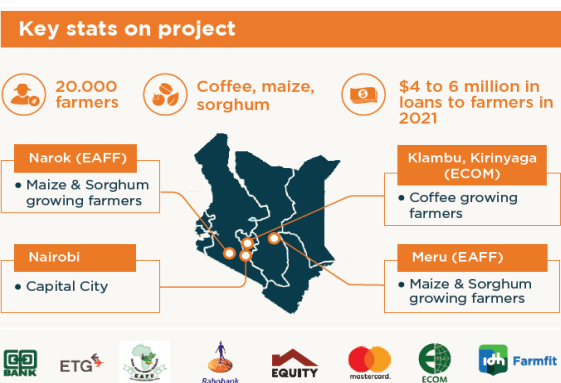 Key stats on project
20.000
farmers
Coffee, maize,
sorghum
$4 to 6 million in
loans to farmers in
2021
Narok (EAFF)
• Maize & Sorghum
growing farmers
Klambu, Kirinyaga
(ECOM)
• Coffee growing
farmers
Nairobi
• Capital City
Meru (EAFF)
• Maize & Sorghum
growing farmers
BANK
ETG
EAFF
Rabobank
EQUITY
mastercard.
ECOM
idh
Farmfit